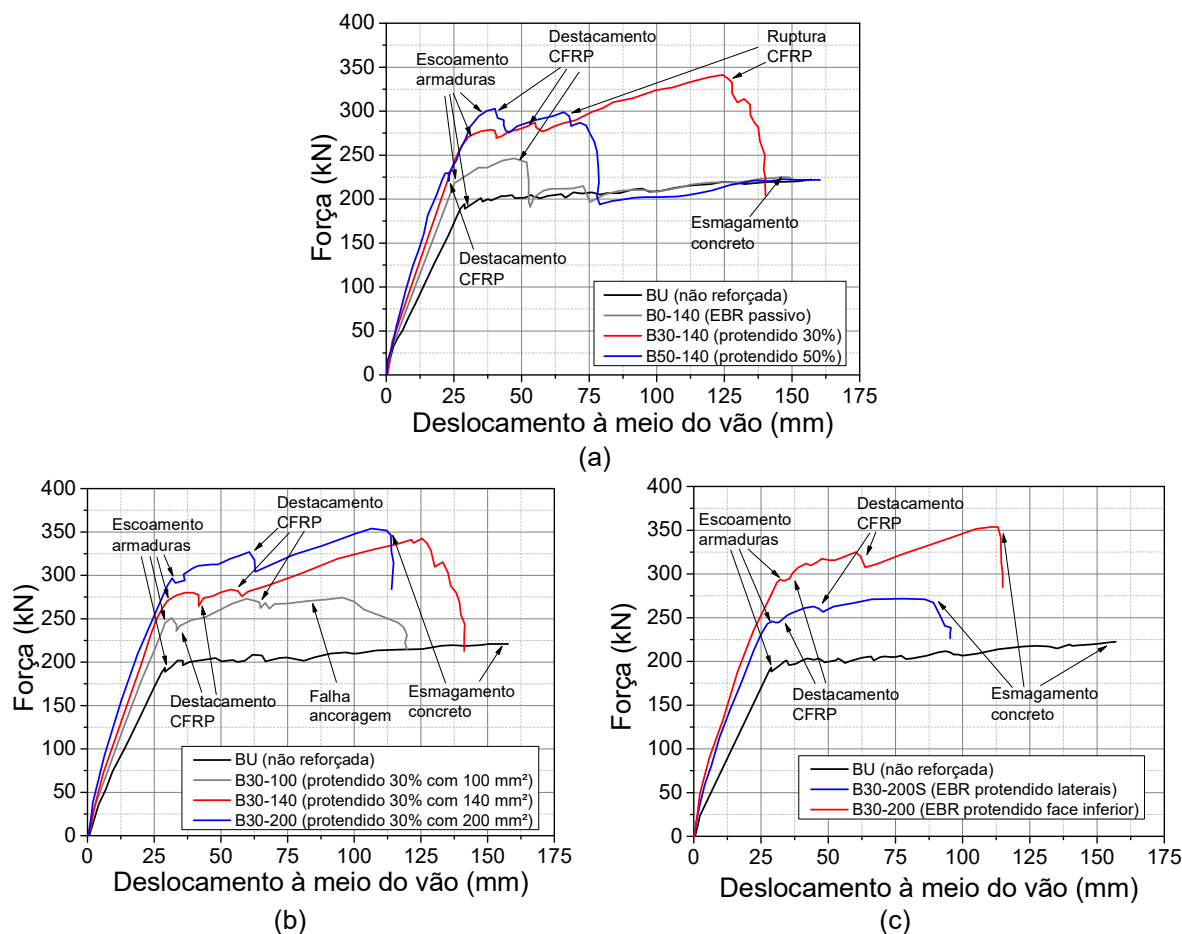 400
350
300
250
200
150
100
50
0
Força (kN)
Escoamento
armaduras
Destacamento
CFRP
Ruptura
CFRP
Destacamento
CFRP
Esmagamento
concreto
BU (não reforçada)
B0-140 (EBR passivo)
B30-140 (protendido 30%)
B50-140 (protendido 50%)
0 25 50 75 100 125 150 175
Deslocamento à meio do vão (mm)
(a)
400
350
300
250
200
150
100
50
0
Força (kN)
Escoamento
armaduras
Destacamento
CFRP
Destacamento
CFRP
Falha
ancoragem
Esmagamento
concreto
BU (não reforçada)
B30-100 (protendido 30% com 100 mm²)
B30-140 (protendido 30% com 140 mm²)
B30-200 (protendido 30% com 200 mm²)
0 25 50 75 100 125 150 175
Deslocamento à meio do vão (mm)
(b)
400
350
300
250
200
150
100
50
0
Força (kN)
Escoamento
armaduras
Destacamento
CFRP
Destacamento
CFRP
Esmagamento
concreto
BU (não reforçada)
B30-200S (EBR protendido laterais)
B30-200 (EBR protendido face inferior)
0 25 50 75 100 125 150 175
Deslocamento à meio do vão (mm)
(c)